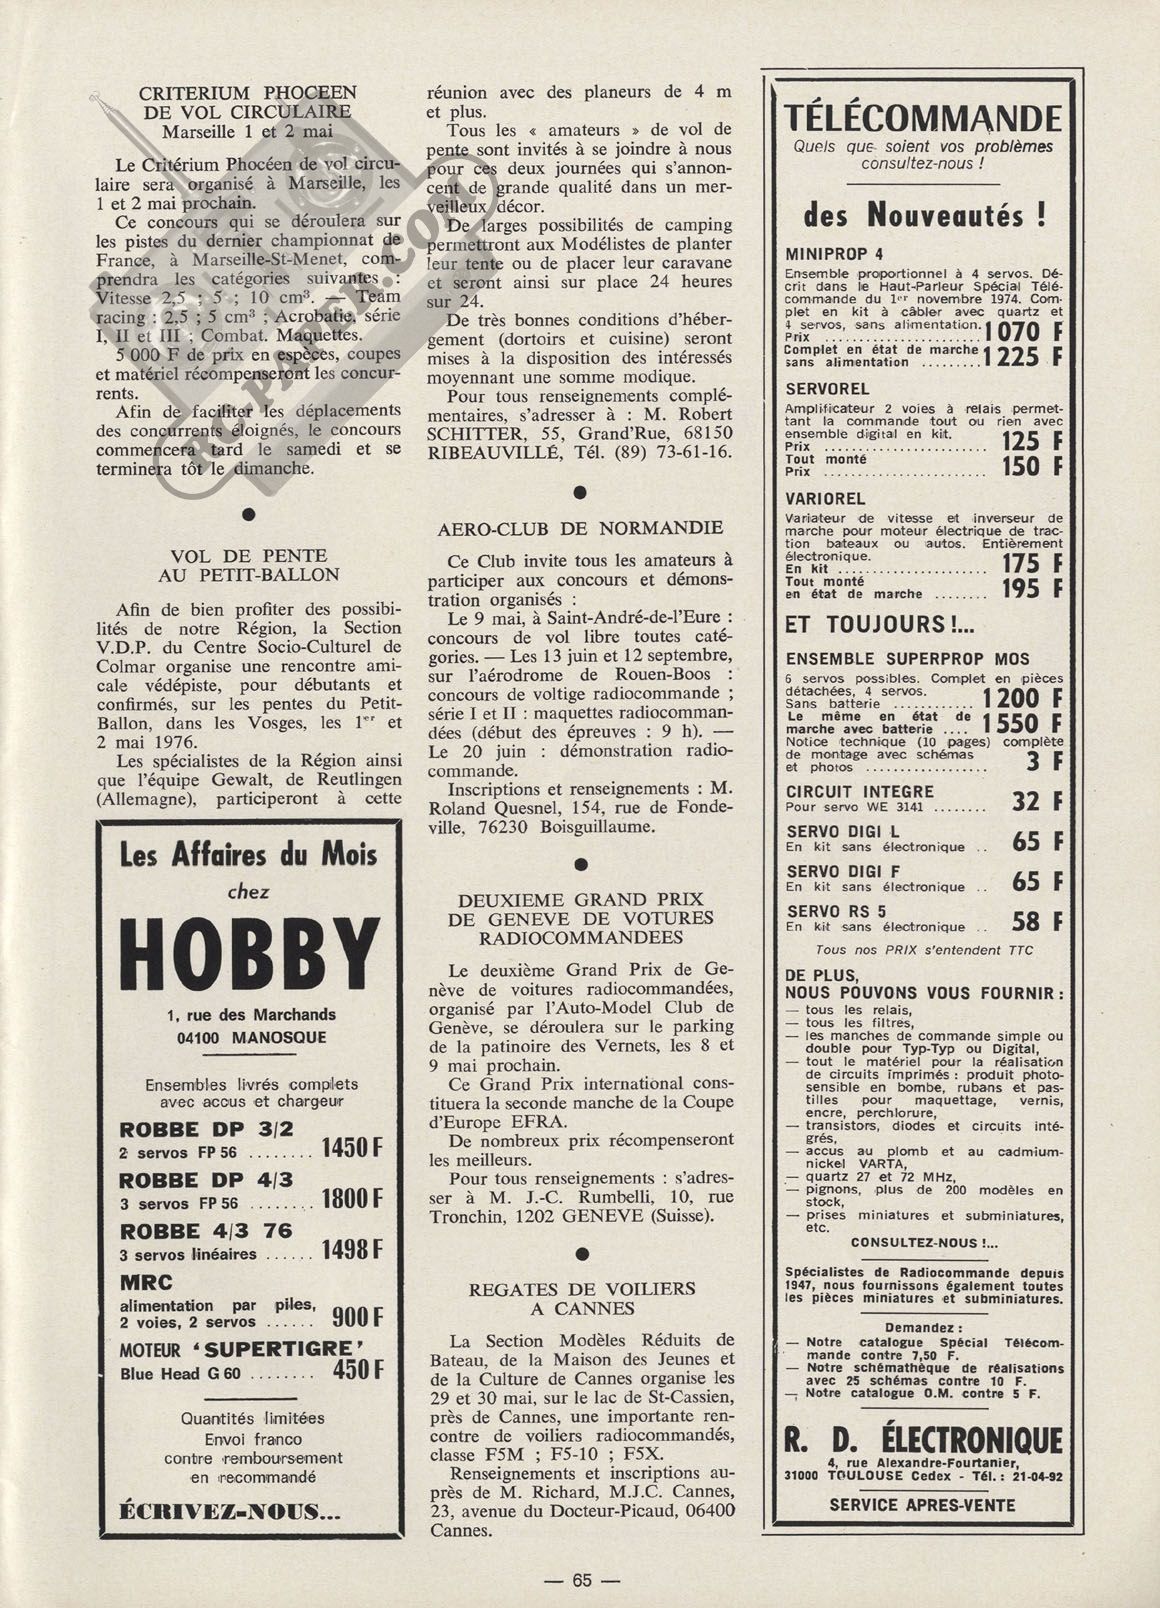 CRITERIUM PHOCEEN
DE VOL CIRCULAIRE
Marseille 1 et 2 mai
Le Critérium Phocéen de vol circu-
laire sera organisé à Marseille, les
1 et 2 mai prochain.
Ce concours qui se déroulera sur
les pistes du dernier championnat de
France, à Marseille-St-Menet, com-
prendra les catégories suivantes :
Vitesse 2,5 ; 5 ; 10 cm³. — Team
racing : 2,5 ; 5 cm³ ; Acrobatie, série
I, II et III ; Combat. Maquettes.
5 000 F de prix en espèces, coupes
et matériel récompenseront les concur-
rents.
Afin de faciliter les déplacements
des concurrents éloignés, le concours
commencera tard le samedi et se
terminera tôt le dimanche.
RC-PAPER.COM
VOL DE PENTE
AU PETIT-BALLON
Afin de bien profiter des possibi-
lités de notre Région, la Section
V.D.P. du Centre Socio-Culturel de
Colmar organise une rencontre ami-
cale védépiste, pour débutants et
confirmés, sur les pentes du Petit-
Ballon, dans les Vosges, les 1er et
2 mai 1976.
Les spécialistes de la Région ainsi
que l'équipe Gewalt, de Reutlingen
(Allemagne), participeront à cette
Les Affaires du Mois
chez
HOBBY
1, rue des Marchands
04100 MANOSQUE
Ensembles livrés complets
avec accus et chargeur
ROBBE DP 3/2
2 servos FP 56 ........ 1450 F
ROBBE DP 4/3
3 servos FP 56 ........ 1800 F
ROBBE 4/3 76
3 servos linéaires ...... 1498 F
MRC
alimentation par piles,
2 voies, 2 servos ...... 900 F
MOTEUR ‘SUPERTIGRE’
Blue Head G 60 ........ 450 F
Quantités limitées
Envoi franco
contre remboursement
en recommandé
ÉCRIVEZ-NOUS...
réunion avec des planeurs de 4 m
et plus.
Tous les « amateurs » de vol de
pente sont invités à se joindre à nous
pour ces deux journées qui s'annon-
cent de grande qualité dans un mer-
veilleux décor.
De larges possibilités de camping
permettront aux Modélistes de planter
leur tente ou de placer leur caravane
et seront ainsi sur place 24 heures
sur 24.
De très bonnes conditions d'héber-
gement (dortoirs et cuisine) seront
mises à la disposition des intéressés
moyennant une somme modique.
Pour tous renseignements complé-
mentaires, s'adresser à : M. Robert
SCHITTER, 55, Grand'Rue, 68150
RIBEAUVILLÉ, Tél. (89) 73-61-16.
AERO-CLUB DE NORMANDIE
Ce Club invite tous les amateurs à
participer aux concours et démons-
tration organisés :
Le 9 mai, à Saint-André-de-l'Eure :
concours de vol libre toutes caté-
gories. — Les 13 juin et 12 septembre,
sur l'aérodrome de Rouen-Boos :
concours de voltige radiocommande ;
série I et II : maquettes radiocomman-
dées (début des épreuves : 9 h). —
Le 20 juin : démonstration radio-
commande.
Inscriptions et renseignements : M.
Roland Quesnel, 154, rue de Fonde-
ville, 76230 Boisguillaume.
DEUXIEME GRAND PRIX
DE GENEVE DE VOTURES
RADIOCOMMANDEES
Le deuxième Grand Prix de Ge-
nève de voitures radiocommandées,
organisé par l'Auto-Model Club de
Genève, se déroulera sur le parking
de la patinoire des Vernets, les 8 et
9 mai prochain.
Ce Grand Prix international cons-
tituera la seconde manche de la Coupe
d'Europe EFRA.
De nombreux prix récompenseront
les meilleurs.
Pour tous renseignements : s'adres-
ser à M. J.-C. Rumbelli, 10, rue
Tronchin, 1202 GENEVE (Suisse).
REGATES DE VOILIERS
A CANNES
La Section Modèles Réduits de
Bateau, de la Maison des Jeunes et
de la Culture de Cannes organise les
29 et 30 mai, sur le lac de St-Cassien,
près de Cannes, une importante ren-
contre de voiliers radiocommandés,
classe F5M ; F5-10 ; F5X.
Renseignements et inscriptions au-
près de M. Richard, M.J.C. Cannes,
23, avenue du Docteur-Picaud, 06400
Cannes.
TÉLÉCOMMANDE
Quels que soient vos problèmes
consultez-nous !
des Nouveautés !
MINIPROP 4
Ensemble proportionnel à 4 servos. Dé-
crit dans le Haut-Parleur Spécial Télé-
commande du 1er novembre 1974. Com-
plet en kit à câbler avec quartz et
4 servos, sans alimentation.
Prix .................... 1 070 F
Complet en état de marche
sans alimentation ......... 1 225 F
SERVOREL
Amplificateur 2 voies à relais permet-
tant la commande tout ou rien avec
ensemble digital en kit.
Prix .................... 125 F
Tout monté
Prix .................... 150 F
VARIOREL
Variateur de vitesse et inverseur de
marche pour moteur électrique de trac-
tion bateaux ou autos. Entièrement
électronique.
En kit .................... 175 F
Tout monté
en état de marche ........ 195 F
ET TOUJOURS !...
ENSEMBLE SUPERPROP MOS
6 servos possibles. Complet en pièces
détachées, 4 servos.
Sans batterie ............ 1 200 F
Le même en état de
marche avec batterie .... 1 550 F
Notice technique (10 pages) complète
de montage avec schémas
et photos ................ 3 F
CIRCUIT INTEGRE
Pour servo WE 3141 ........ 32 F
SERVO DIGI L
En kit sans électronique .. 65 F
SERVO DIGI F
En kit sans électronique .. 65 F
SERVO RS 5
En kit sans électronique .. 58 F
Tous nos PRIX s'entendent TTC
DE PLUS,
NOUS POUVONS VOUS FOURNIR :
— tous les relais,
— tous les filtres,
— les manches de commande simple ou
double pour Typ-Typ ou Digital,
— tout le matériel pour la réalisation
de circuits imprimés : produit photo-
sensible en bombe, rubans et pas-
tilles pour maquettage, vernis,
encre, perchlorure,
— transistors, diodes et circuits inté-
grés,
— accus au plomb et au cadmium-
nickel VARTA,
— quartz 27 et 72 MHz,
— pignons, plus de 200 modèles en
stock,
— prises miniatures et subminiatures,
etc.
CONSULTEZ-NOUS !...
Spécialistes de Radiocommande depuis
1947, nous fournissons également toutes
les pièces miniatures et subminiatures.
Demandez :
— Notre catalogue Spécial Télécom-
mande contre 7,50 F.
— Notre schémathèque de réalisations
avec 25 schémas contre 10 F.
— Notre catalogue O.M. contre 5 F.
R. D. ÉLECTRONIQUE
4, rue Alexandre-Fourtanier,
31000 TOULOUSE Cedex - Tél. : 21-04-92
SERVICE APRES-VENTE
— 65 —